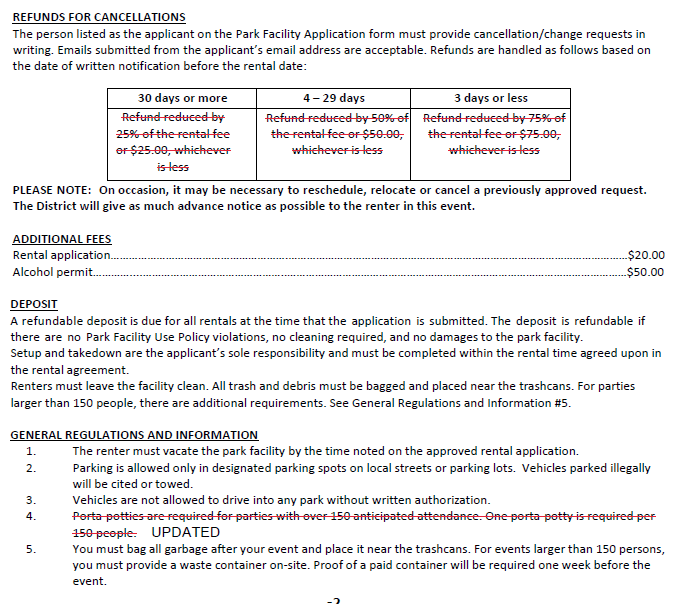 REFUNDS FOR CANCELLATIONS
The person listed as the applicant on the Park Facility Application form must provide cancellation/change requests in
writing. Emails submitted from the applicant's email address are acceptable. Refunds are handled as follows based on
the date of written notification before the rental date:
30 days or more 4 – 29 days 3 days or less
Refund reduced by Refund reduced by 50% of Refund reduced by 75% of
25% of the rental fee the rental fee or $50.00, the rental fee or $75.00,
or $25.00, whichever whichever is less whichever is less
is less
PLEASE NOTE: On occasion, it may be necessary to reschedule, relocate or cancel a previously approved request.
The District will give as much advance notice as possible to the renter in this event.
ADDITIONAL FEES
Rental application....................................................................................................$20.00
Alcohol permit.........................................................................................................$50.00
DEPOSIT
A refundable deposit is due for all rentals at the time that the application is submitted. The deposit is refundable if
there are no Park Facility Use Policy violations, no cleaning required, and no damages to the park facility.
Setup and takedown are the applicant's sole responsibility and must be completed within the rental time agreed upon in
the rental agreement.
Renters must leave the facility clean. All trash and debris must be bagged and placed near the trashcans. For parties
larger than 150 people, there are additional requirements. See General Regulations and Information #5.
GENERAL REGULATIONS AND INFORMATION
1. The renter must vacate the park facility by the time noted on the approved rental application.
2. Parking is allowed only in designated parking spots on local streets or parking lots. Vehicles parked illegally
will be cited or towed.
3. Vehicles are not allowed to drive into any park without written authorization.
4. Porta potties are required for parties with over 150 anticipated attendance. One porta potty is required per
150 people. UPDATED
5. You must bag all garbage after your event and place it near the trashcans. For events larger than 150 persons,
you must provide a waste container on-site. Proof of a paid container will be required one week before the
event.